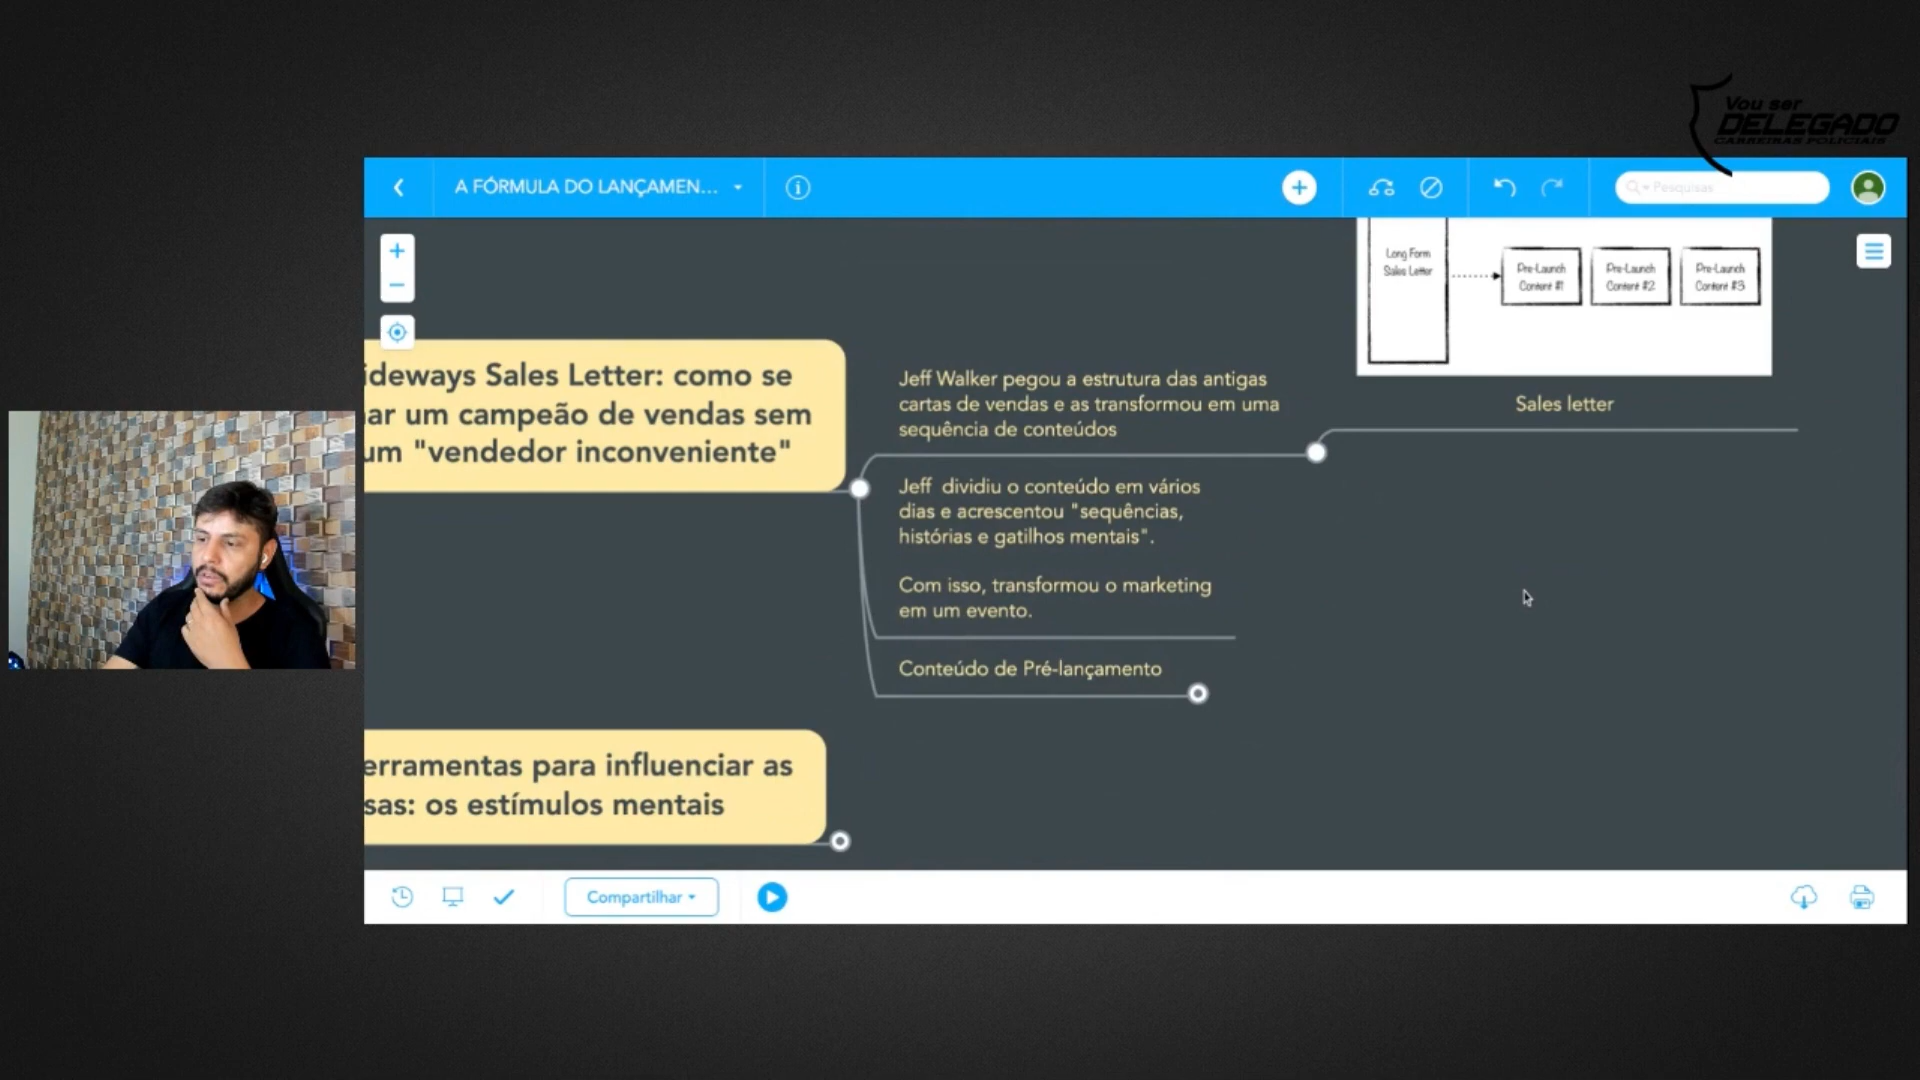 Vou ser
DELEGADO
CARREIRAS POLICIAIS
A FÓRMULA DO LANÇAMEN...
Pesquisas
Long Form
Sales Letter
Pre-Launch
Content #1
Pre-Launch
Content #2
Pre-Launch
Content #3
Sales letter
ideways Sales Letter: como se
ar um campeão de vendas sem
um "vendedor inconveniente"
Jeff Walker pegou a estrutura das antigas
cartas de vendas e as transformou em uma
sequência de conteúdos
Jeff dividiu o conteúdo em vários
dias e acrescentou "sequências,
histórias e gatilhos mentais".
Com isso, transformou o marketing
em um evento.
Conteúdo de Pré-lançamento
erramentas para influenciar as
sas: os estímulos mentais
Compartilhar